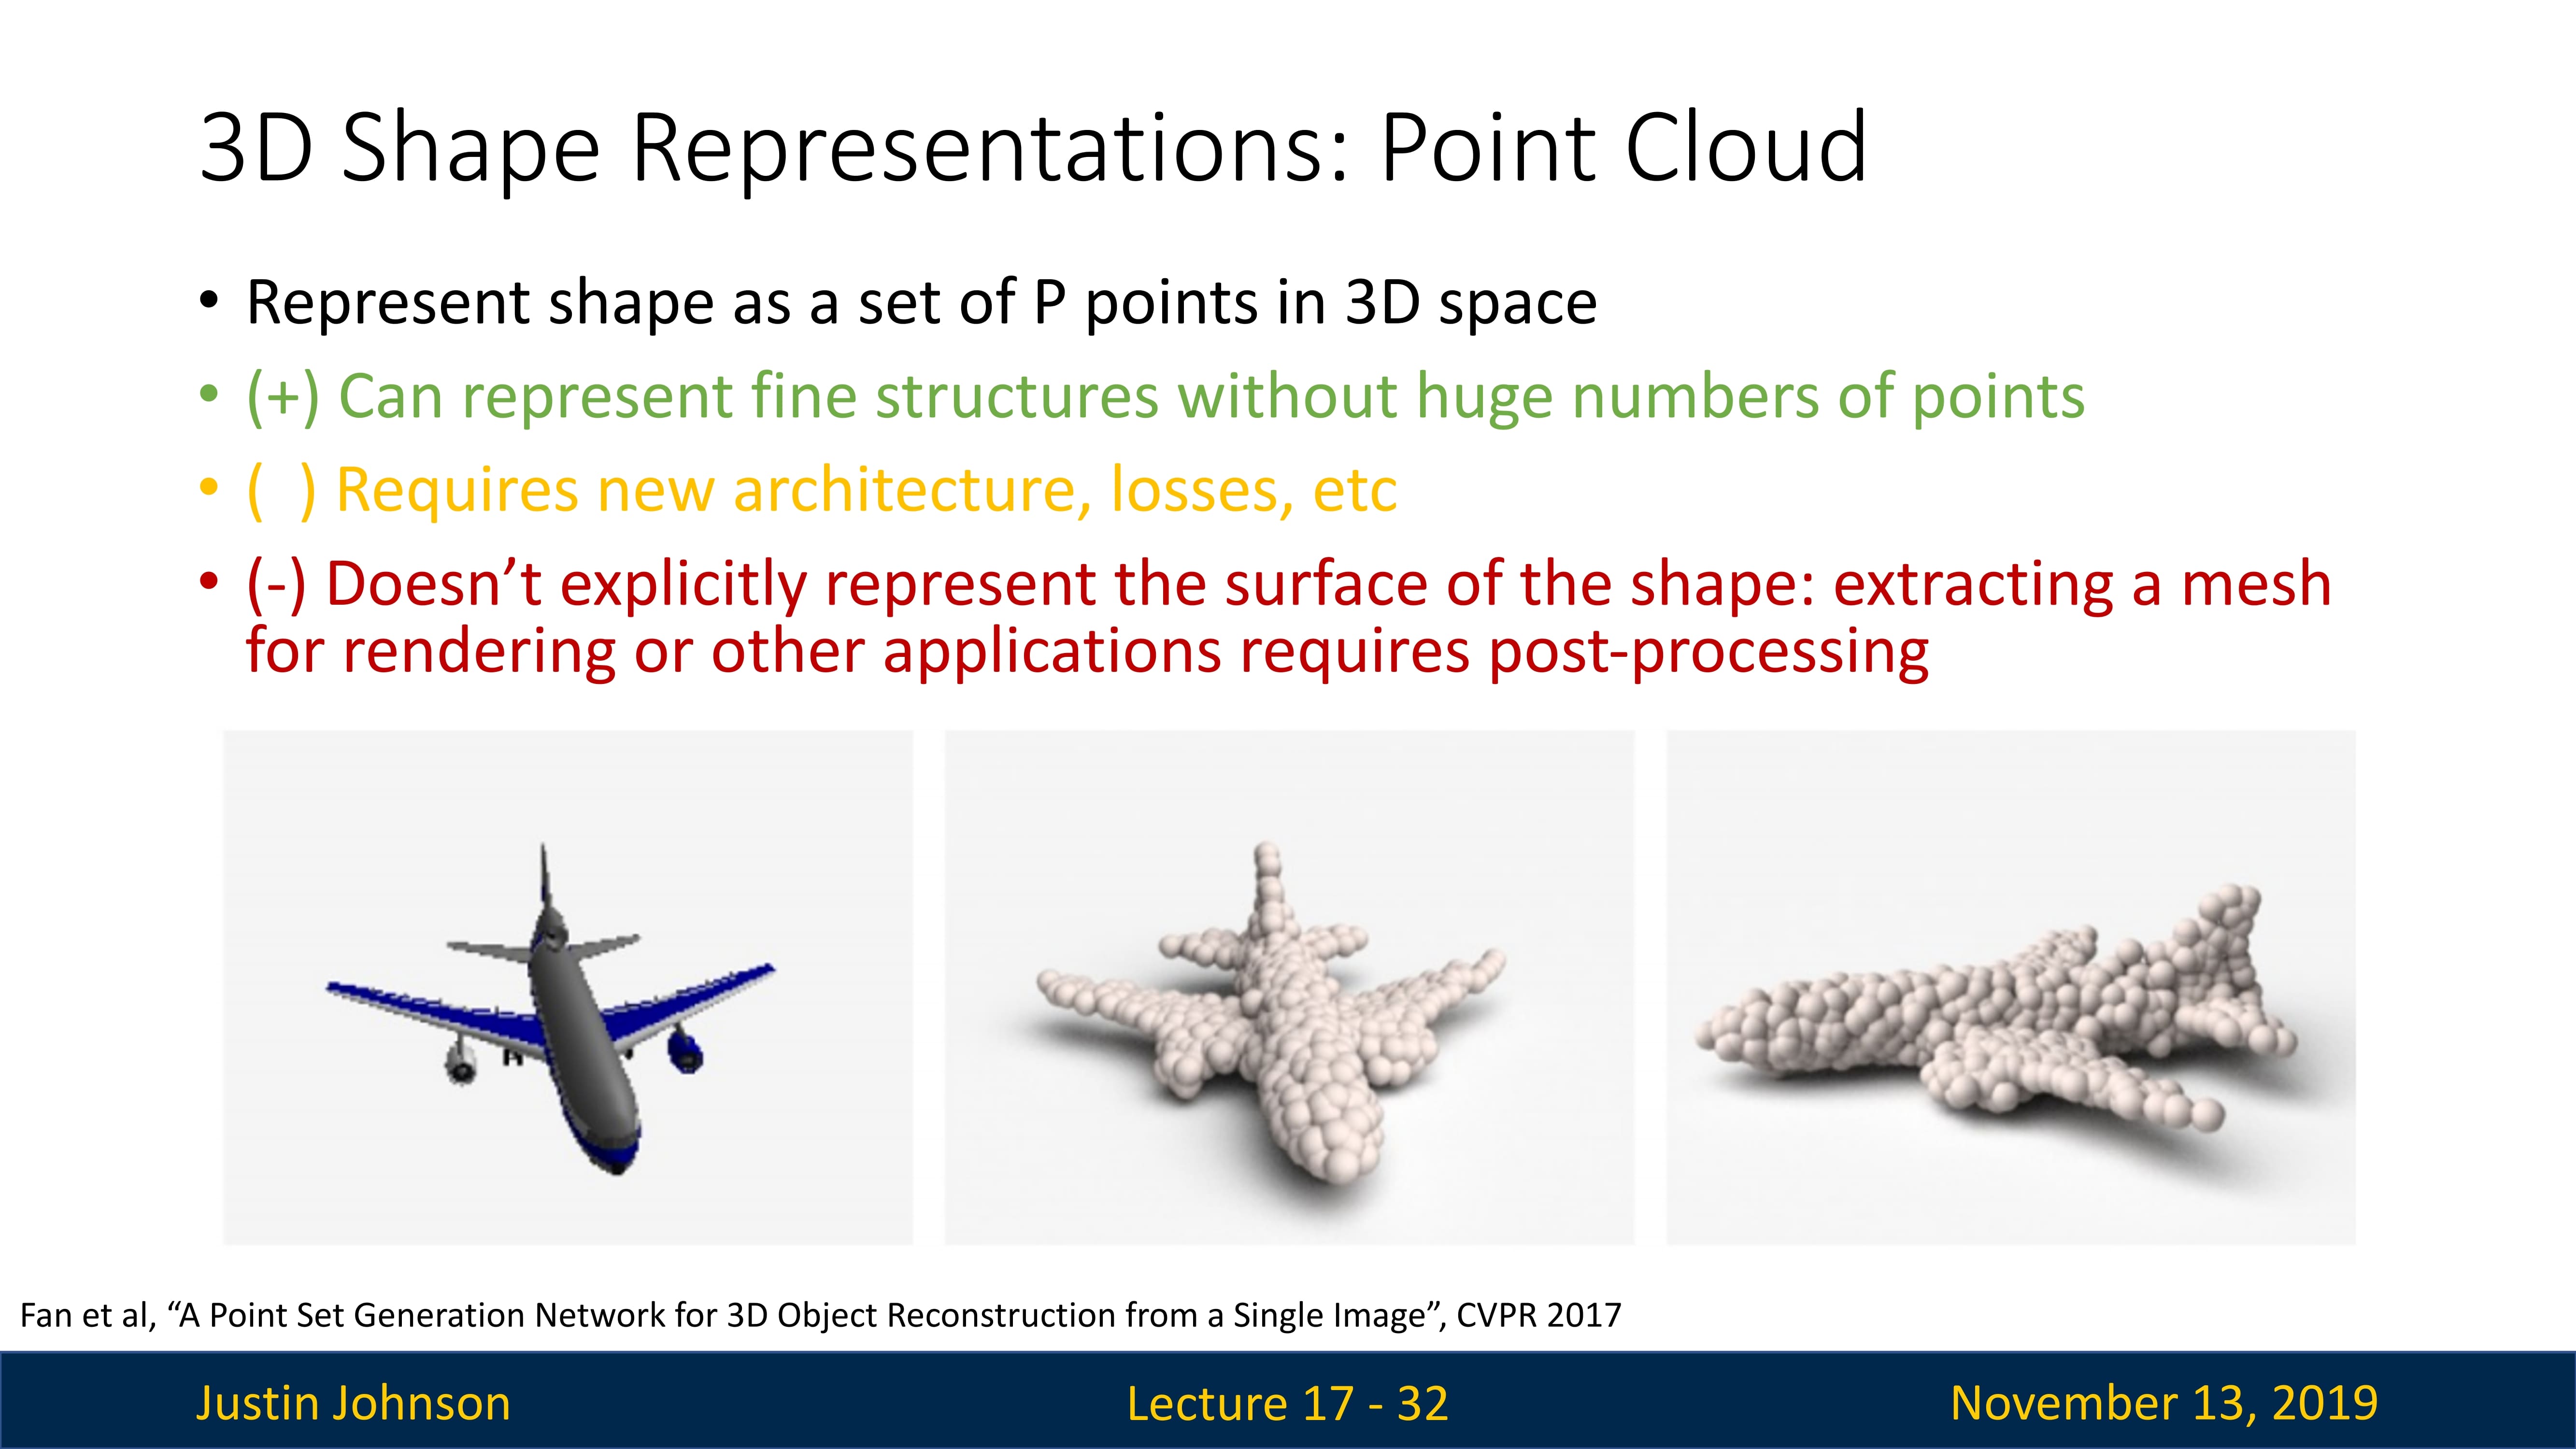 3D Shape Representations: Point Cloud
• Represent shape as a set of P points in 3D space
• (+) Can represent fine structures without huge numbers of points
• (  ) Requires new architecture, losses, etc
• (-) Doesn’t explicitly represent the surface of the shape: extracting a mesh
for rendering or other applications requires post-processing
Fan et al, “A Point Set Generation Network for 3D Object Reconstruction from a Single Image”, CVPR 2017
Justin Johnson
Lecture 17 - 32
November 13, 2019